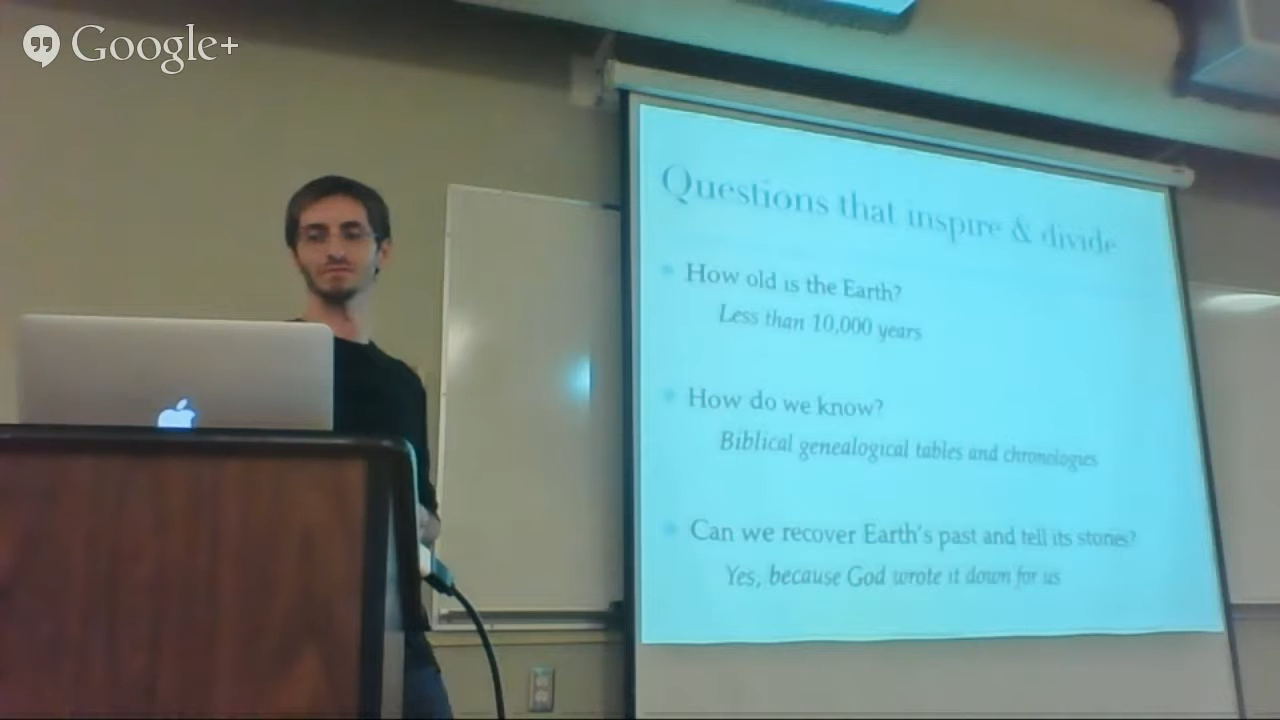 Google+
Questions that inspire & divide
How old is the Earth?
Less than 10,000 years
How do we know?
Biblical genealogical tables and chronologies
Can we recover Earth's past and tell its stories?
Yes, because God wrote it down for us